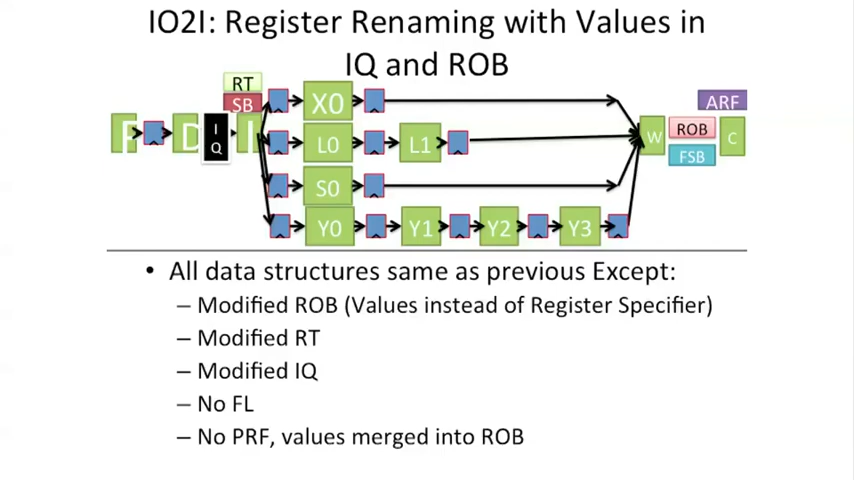 IO2I: Register Renaming with Values in
IQ and ROB
RT
SB
X0
ARF
F
D
I
Q
I
L0
L1
W
ROB
C
FSB
S0
Y0
Y1
Y2
Y3
• All data structures same as previous Except:
– Modified ROB (Values instead of Register Specifier)
– Modified RT
– Modified IQ
– No FL
– No PRF, values merged into ROB